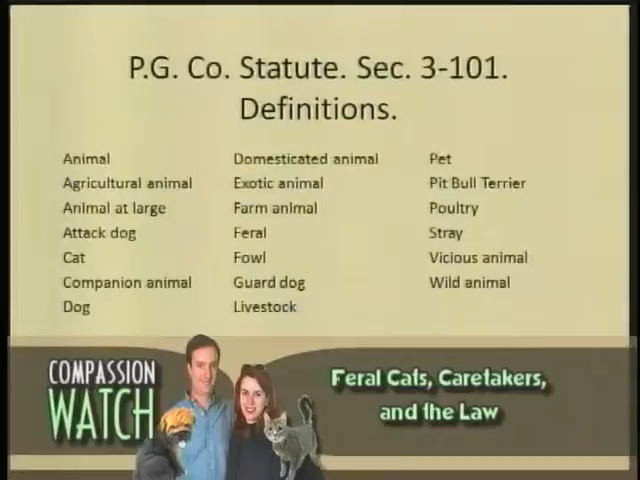 P.G. Co. Statute. Sec. 3-101.
Definitions.
Animal
Agricultural animal
Animal at large
Attack dog
Cat
Companion animal
Dog
Domesticated animal
Exotic animal
Farm animal
Feral
Fowl
Guard dog
Livestock
Pet
Pit Bull Terrier
Poultry
Stray
Vicious animal
Wild animal
COMPASSION
WATCH
Feral Cats, Caretakers,
and the Law